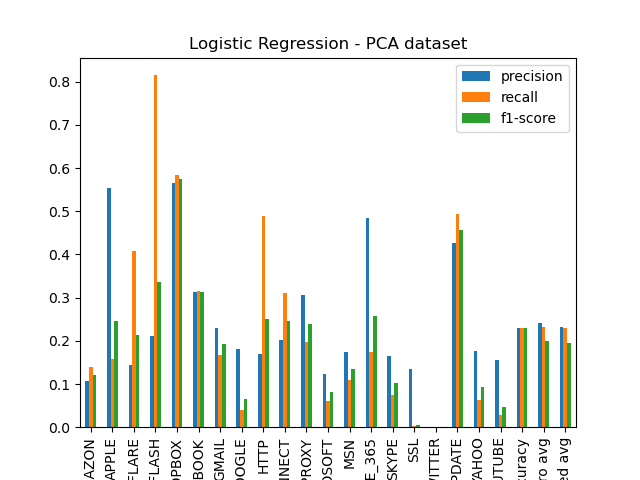 Logistic Regression - PCA dataset
precision
recall
f1-score
0.8
0.7
0.6
0.5
0.4
0.3
0.2
0.1
0.0
AZON
APPLE
FLARE
FLASH
OPBOX
BOOK
GMAIL
OOGLE
HTTP
NNECT
PROXY
OSOFT
MSN
E_365
SKYPE
SSL
WITTER
PDATE
YAHOO
UTUBE
curacy
ro avg
ed avg